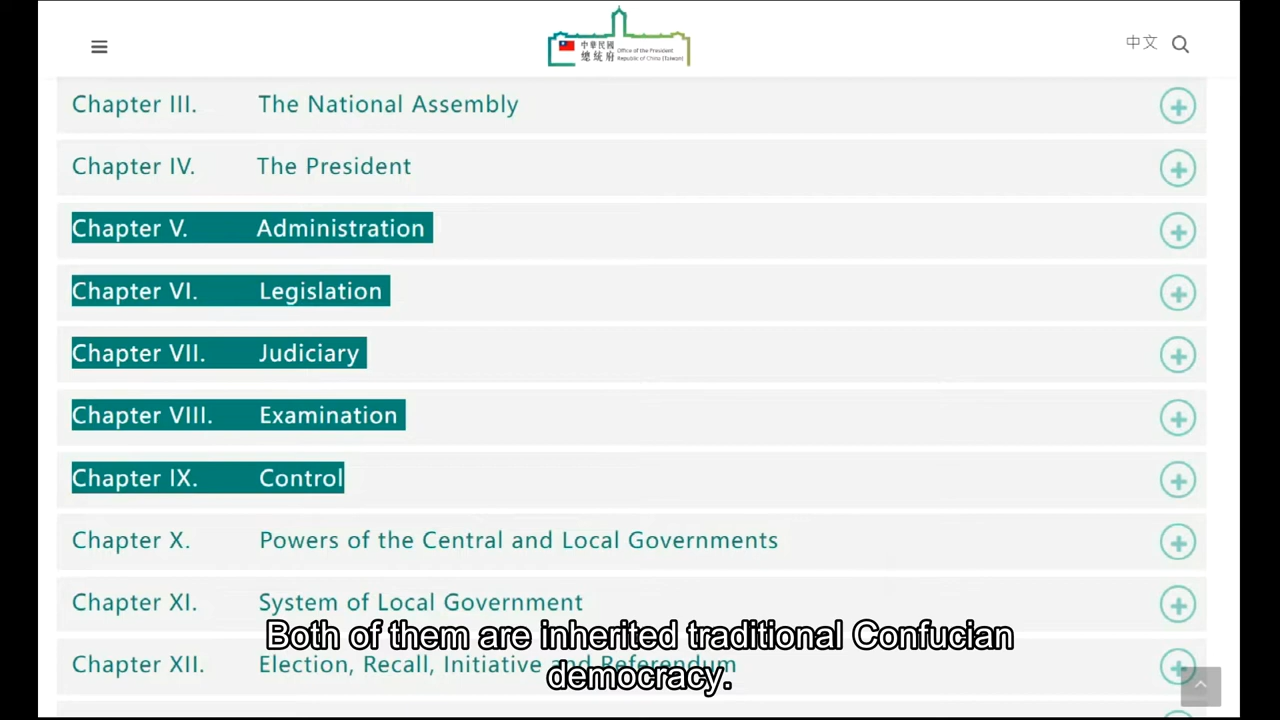 中華民國
總統府
Office of the President
Republic of China (Taiwan)
中文
Chapter III. The National Assembly
Chapter IV. The President
Chapter V. Administration
Chapter VI. Legislation
Chapter VII. Judiciary
Chapter VIII. Examination
Chapter IX. Control
Chapter X. Powers of the Central and Local Governments
Chapter XI. System of Local Government
Chapter XII. Election, Recall, Initiative and Referendum
Both of them are inherited traditional Confucian
democracy.